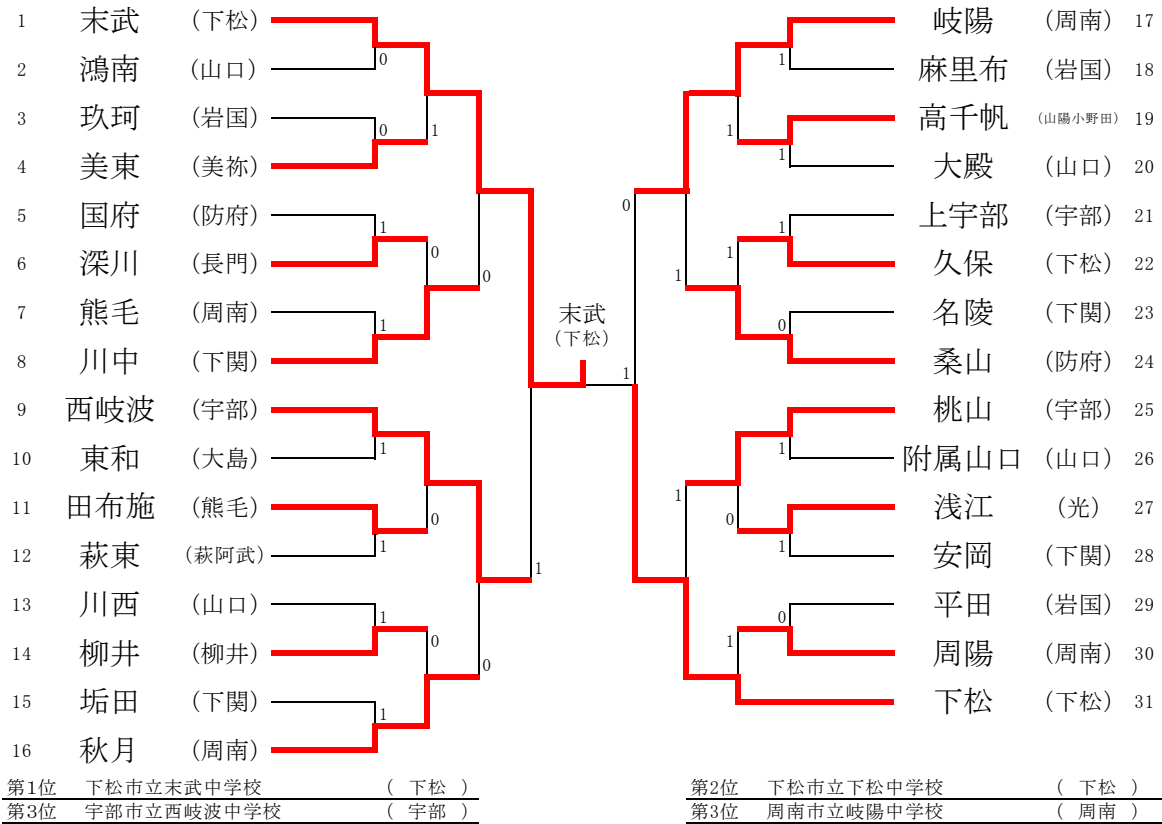 1 末武 (下松) 岐陽 (周南) 17
0 1
2 鴻南 (山口) 麻里布 (岩国) 18
3 玖珂 (岩国) 高千帆 (山陽小野田) 19
0 1 1
1
4 美東 (美祢) 大殿 (山口) 20
0
5 国府 (防府) 上宇部 (宇部) 21
1 1
0 1
6 深川 (長門) 久保 (下松) 22
0 1
7 熊毛 (周南) 末武 名陵 (下関) 23
1 (下松) 0
8 川中 (下関) 桑山 (防府) 24
1
9 西岐波 (宇部) 桃山 (宇部) 25
1 1
10 東和 (大島) 附属山口 (山口) 26
1
11 田布施 (熊毛) 浅江 (光) 27
0 0
1 1
12 萩東 (萩阿武) 安岡 (下関) 28
1
13 川西 (山口) 平田 (岩国) 29
1 0
0 1
14 柳井 (柳井) 周陽 (周南) 30
0
15 垢田 (下関) 下松 (下松) 31
1
16 秋月 (周南)
第1位 下松市立末武中学校 ( 下松 ) 第2位 下松市立下松中学校 ( 下松 )
第3位 宇部市立西岐波中学校 ( 宇部 ) 第3位 周南市立岐陽中学校 ( 周南 )